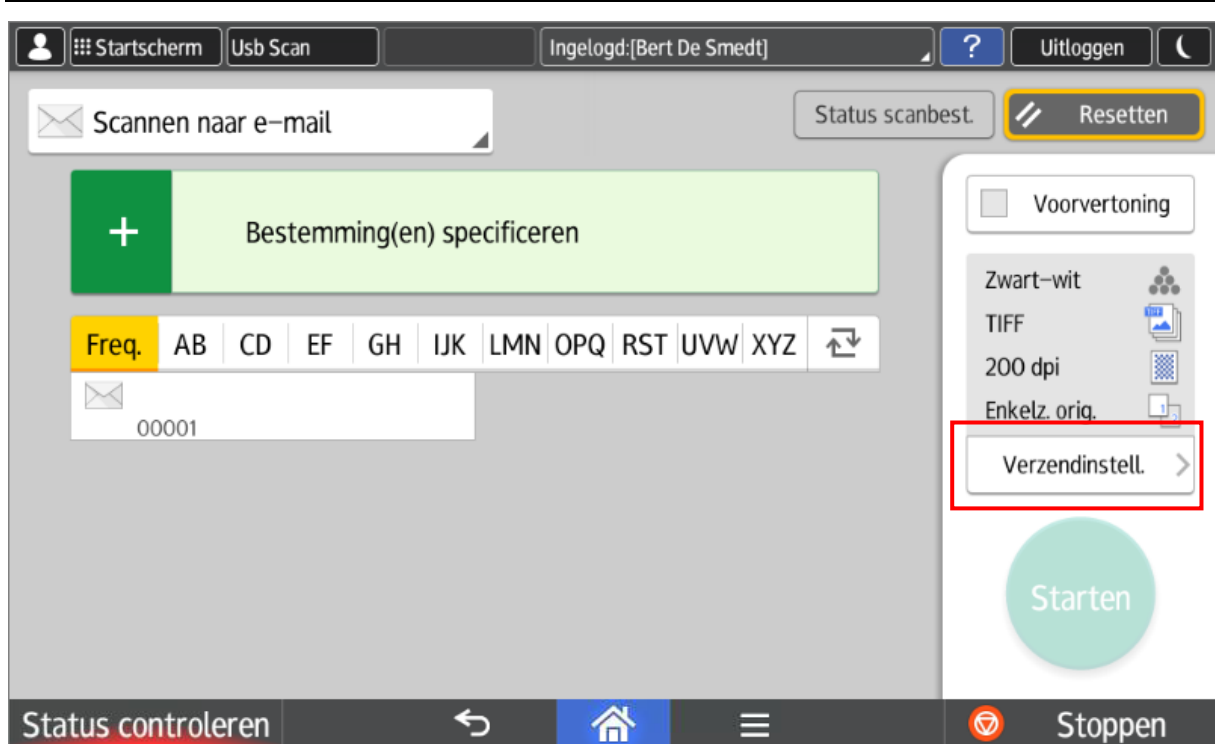 Startscherm Usb Scan Ingelogd:[Bert De Smedt] ? Uitloggen
Scannen naar e-mail Status scanbest. Resetten
+ Bestemming(en) specificeren
Voorvertoning
Zwart-wit
TIFF
200 dpi
Enkelz. orig.
Verzendinstell. >
Freq. AB CD EF GH IJK LMN OPQ RST UVW XYZ
00001
Starten
Status controleren Stoppen